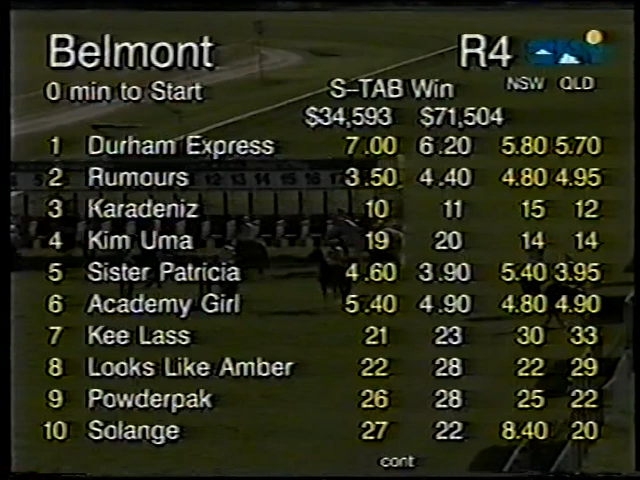 Belmont R4
0 min to Start S-TAB Win NSW QLD
$34,593 $71,504
1 Durham Express 7.00 6.20 5.80 5.70
2 Rumours 3.50 4.40 4.80 4.95
3 Karadeniz 10 11 15 12
4 Kim Uma 19 20 14 14
5 Sister Patricia 4.60 3.90 5.40 3.95
6 Academy Girl 5.40 4.90 4.80 4.90
7 Kee Lass 21 23 30 33
8 Looks Like Amber 22 28 22 29
9 Powderpak 26 28 25 22
10 Solange 27 22 8.40 20
cont